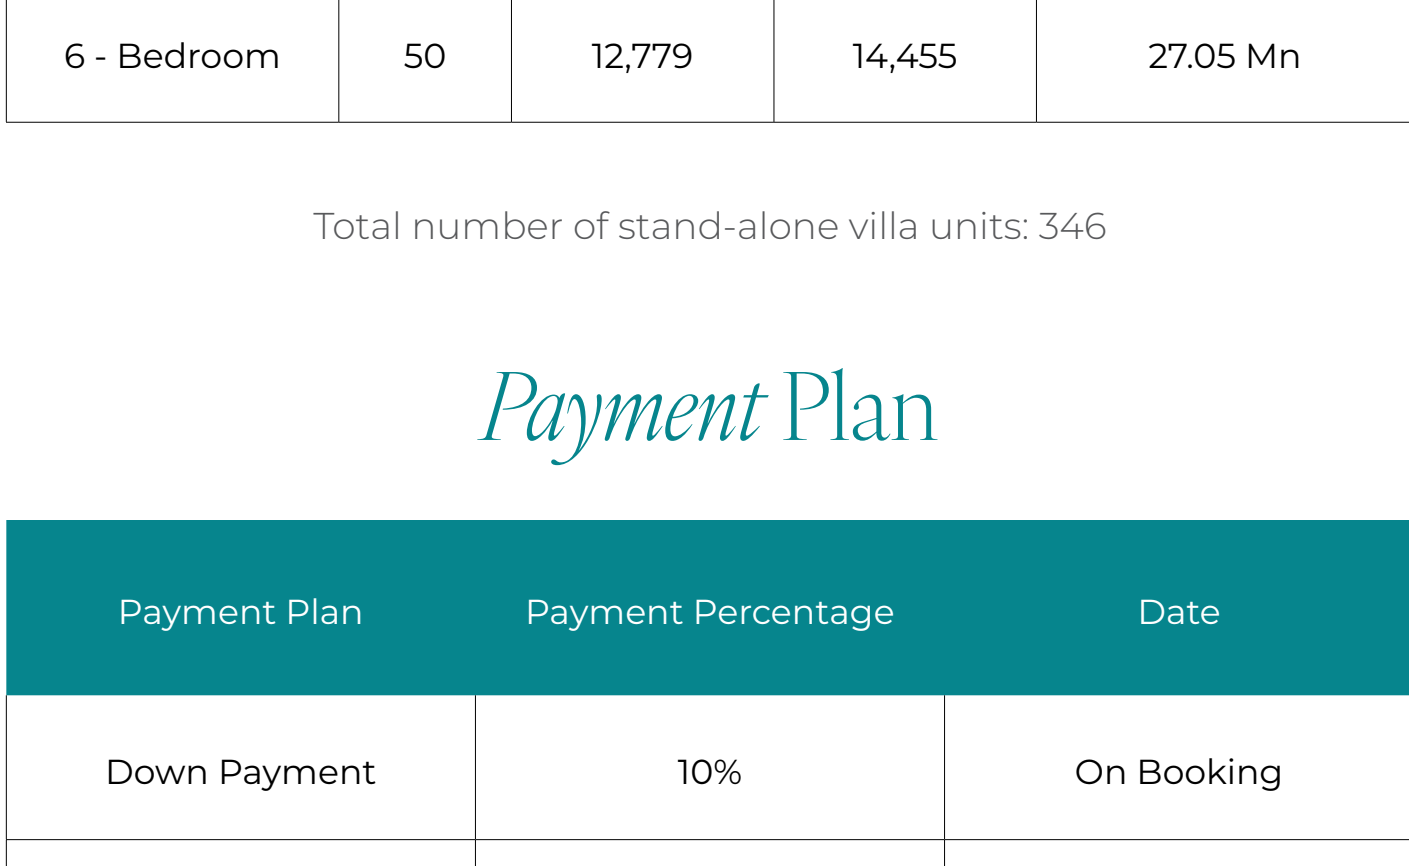 6 - Bedroom 50 12,779 14,455 27.05 Mn
Total number of stand-alone villa units: 346
Payment Plan
Payment Plan Payment Percentage Date
Down Payment 10% On Booking